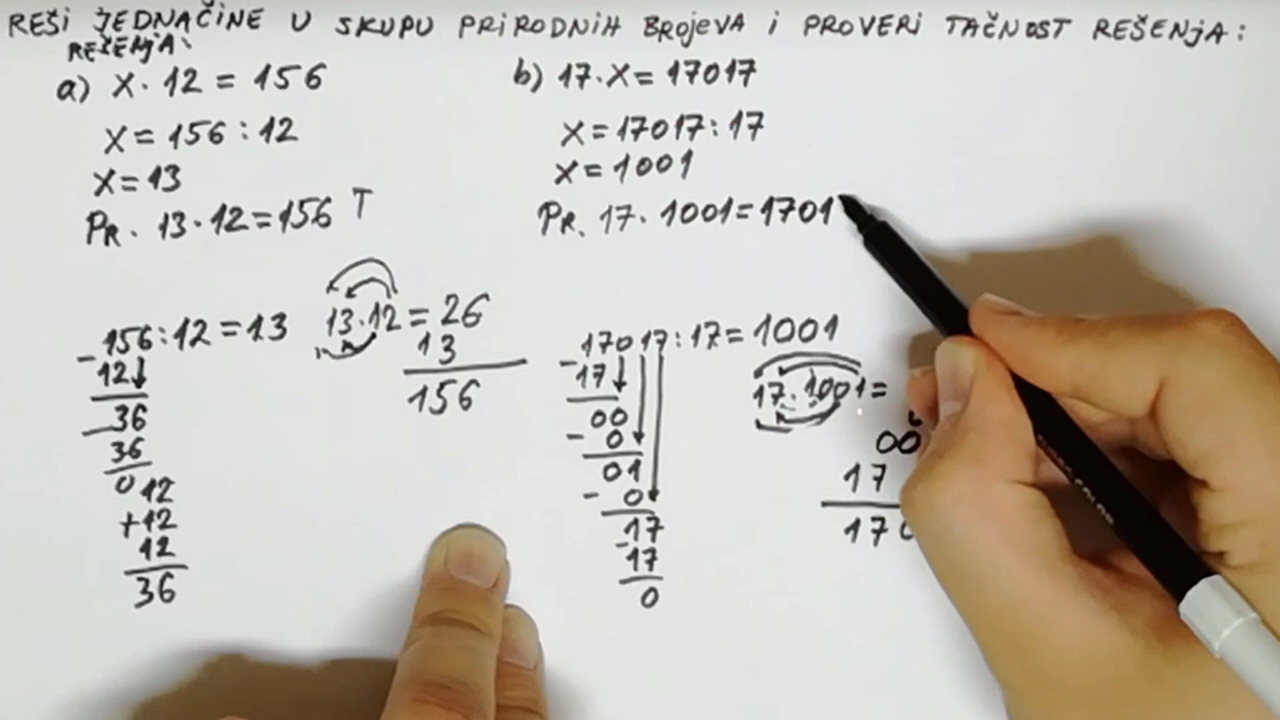 REŠI JEDNAČINE U SKUPU PRIRODNIH BROJEVA I PROVERI TAČNOST REŠENJA:
REŠENJA:
a) X · 12 = 156
X = 156 : 12
X = 13
PR. 13 · 12 = 156 T
156 : 12 = 13
- 12
36
- 36
0
12
+ 12
12
36
13 · 12 = 26
13
156
b) 17 · X = 17017
X = 17017 : 17
X = 1001
PR. 17 · 1001 = 1701
17017 : 17 = 1001
- 17
00
- 0
01
- 0
17
- 17
0
17 · 1001 =
00
17
170